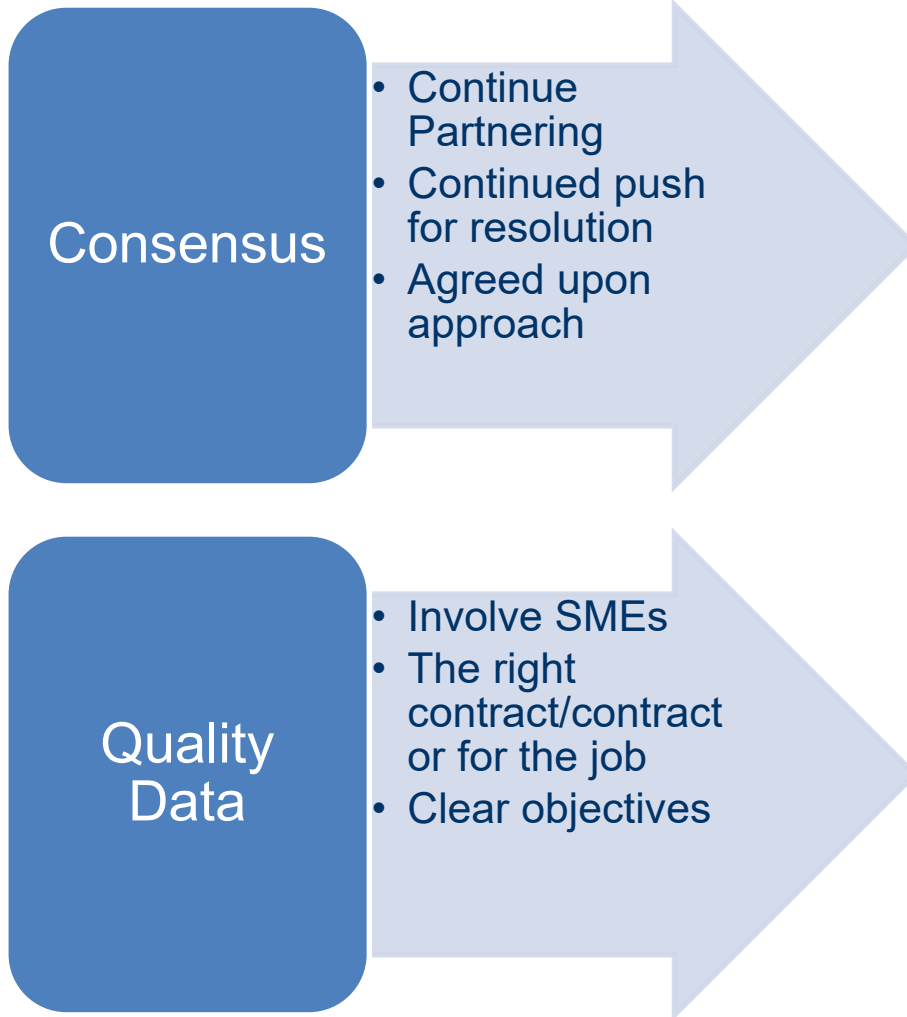 Consensus
• Continue
Partnering
• Continued push
for resolution
• Agreed upon
approach
Quality
Data
• Involve SMEs
• The right
contract/contract
or for the job
• Clear objectives